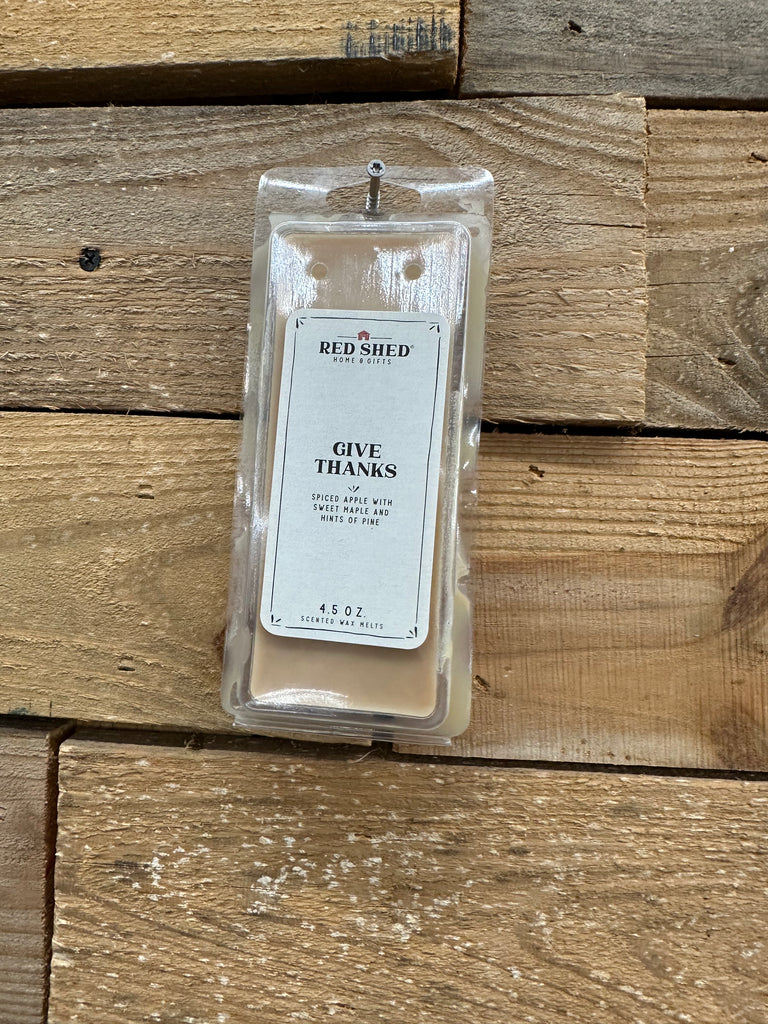 RED SHED®
HOME & GIFTS
GIVE
THANKS
SPICED APPLE WITH
SWEET MAPLE AND
HINTS OF PINE
4.5 OZ.
SCENTED WAX MELTS